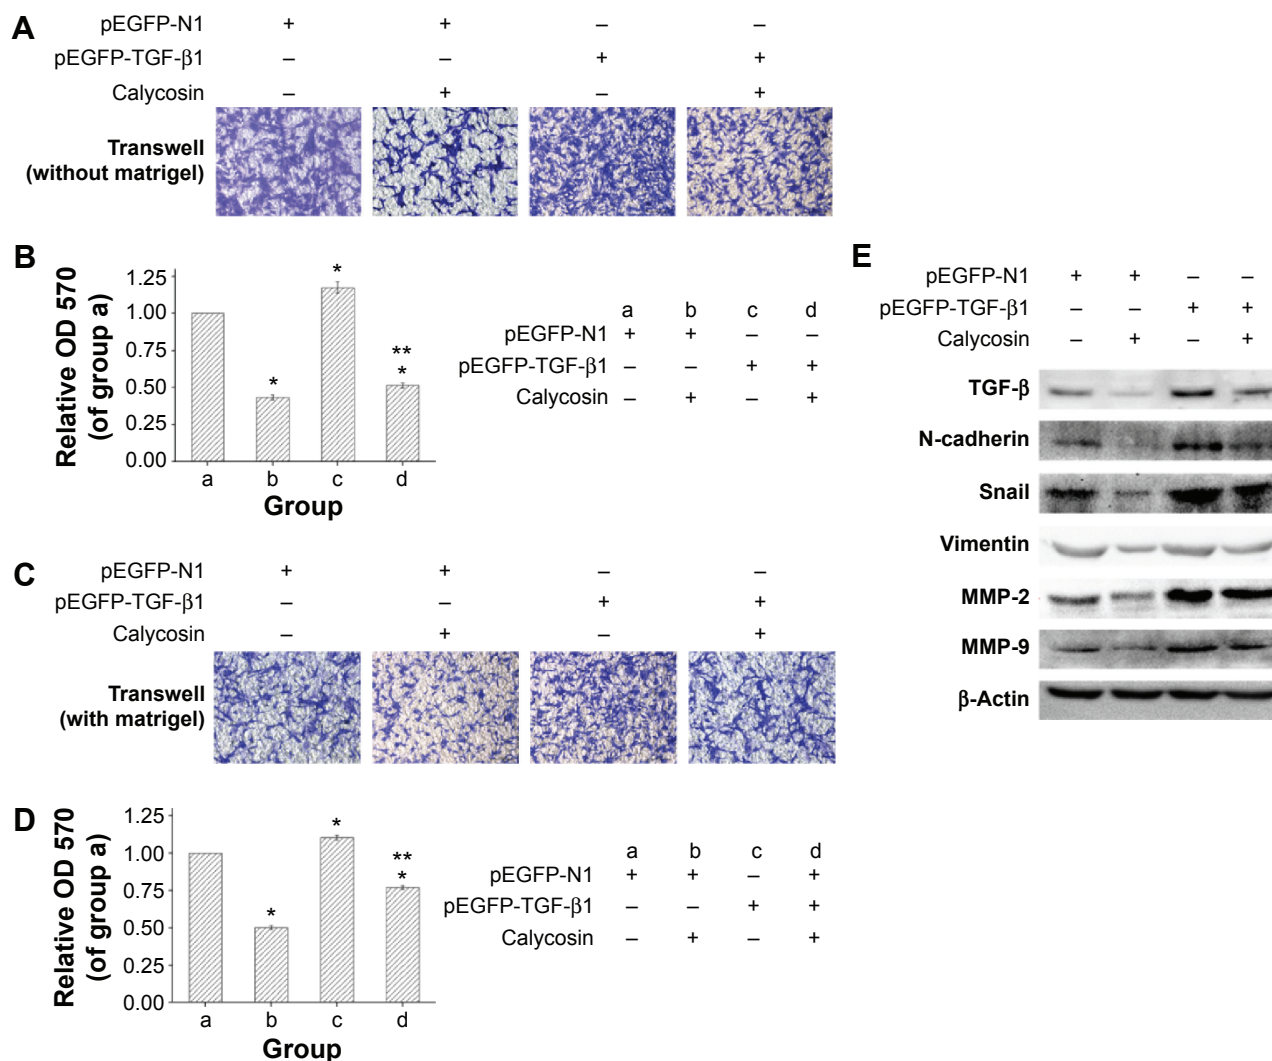 A
pEGFP-N1 + + – –
pEGFP-TGF-β1 – – + +
Calycosin – + – +
Transwell
(without matrigel)
B
Relative OD 570
(of group a)
1.25
1.00
0.75
0.50
0.25
0.00
* * ** *
a b c d
Group
a b c d
pEGFP-N1 + + – –
pEGFP-TGF-β1 – – + +
Calycosin – + – +
C
pEGFP-N1 + + – –
pEGFP-TGF-β1 – – + +
Calycosin – + – +
Transwell
(with matrigel)
D
Relative OD 570
(of group a)
1.25
1.00
0.75
0.50
0.25
0.00
* * ** *
a b c d
Group
a b c d
pEGFP-N1 + + – +
pEGFP-TGF-β1 – – + +
Calycosin – + – +
E
pEGFP-N1 + + – –
pEGFP-TGF-β1 – – + +
Calycosin – + – +
TGF-β
N-cadherin
Snail
Vimentin
MMP-2
MMP-9
β-Actin